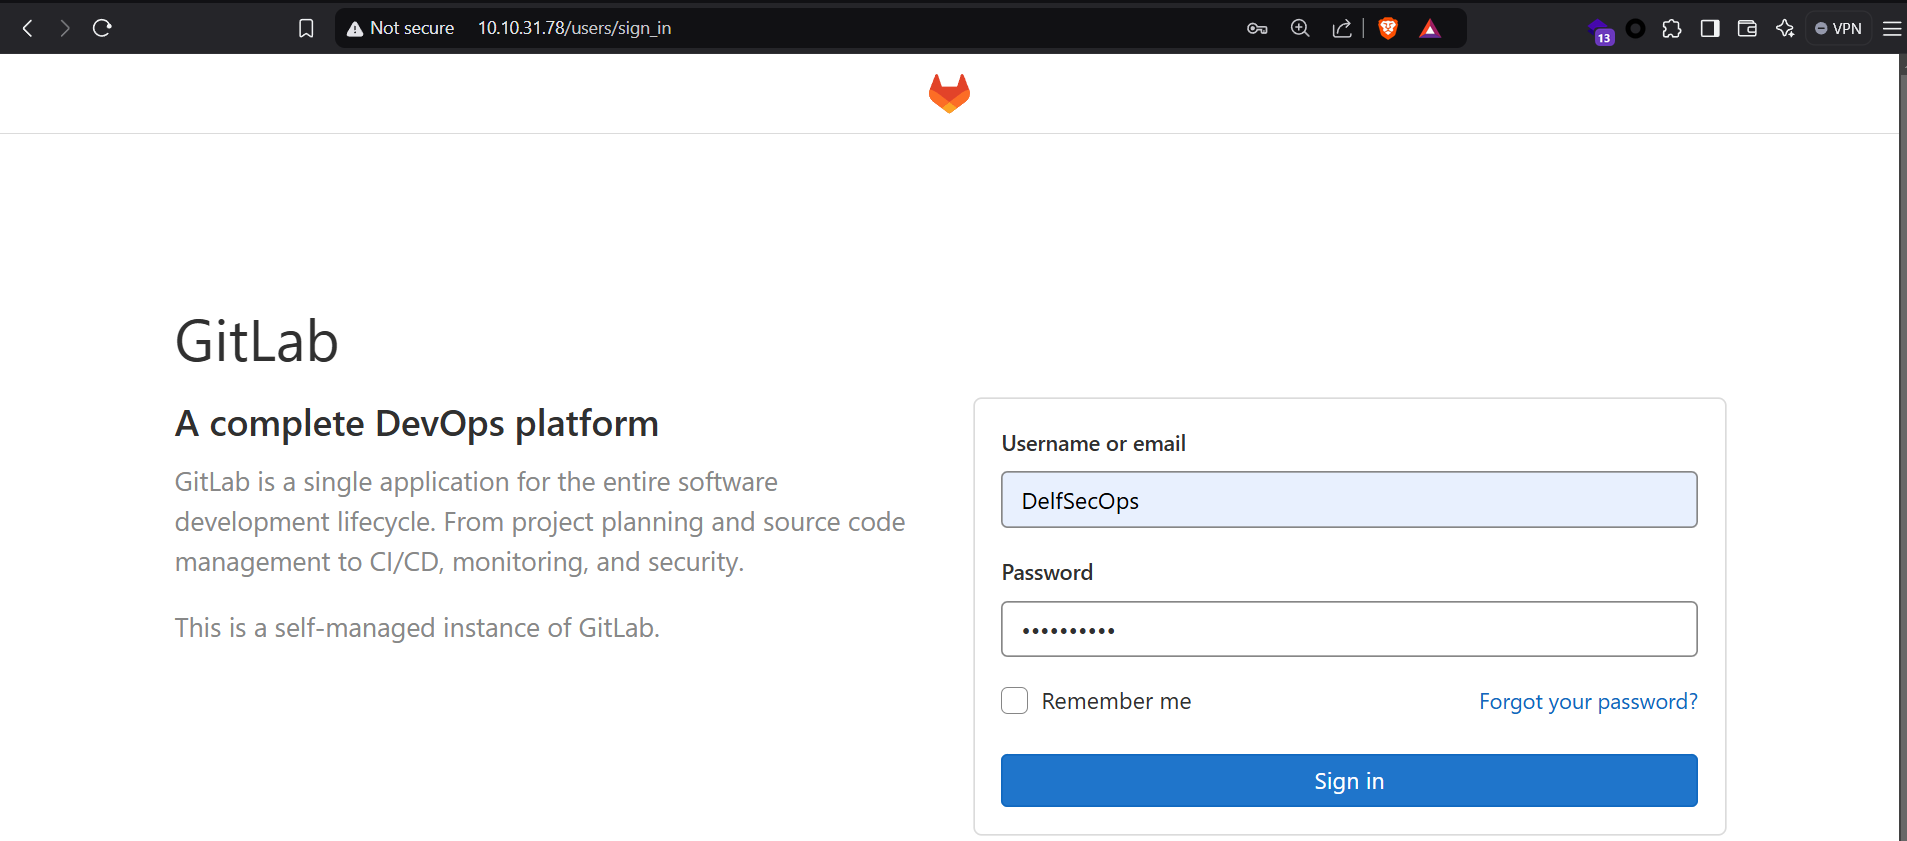 Not secure 10.10.31.78/users/sign_in
13
VPN
GitLab
A complete DevOps platform
GitLab is a single application for the entire software
development lifecycle. From project planning and source code
management to CI/CD, monitoring, and security.
This is a self-managed instance of GitLab.
Username or email
DelfSecOps
Password
••••••••••
Remember me
Forgot your password?
Sign in